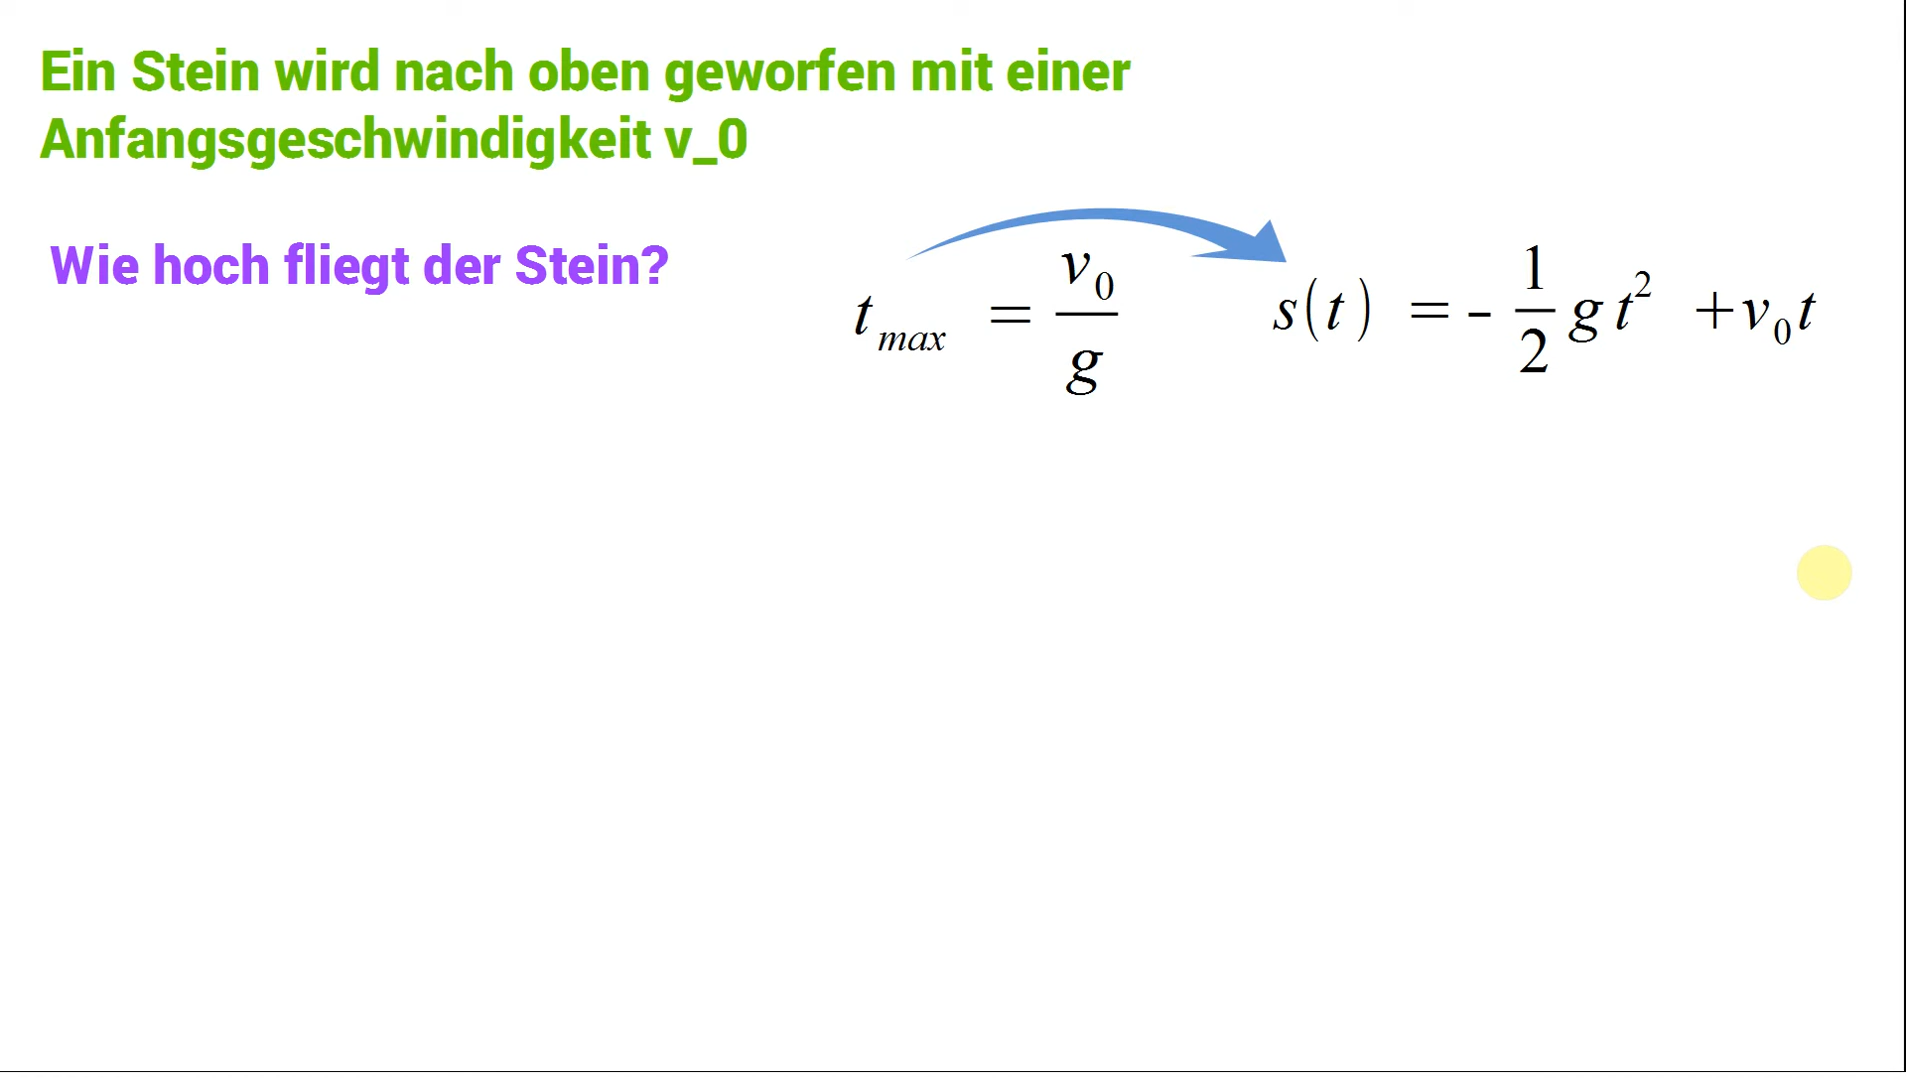 Ein Stein wird nach oben geworfen mit einer
Anfangsgeschwindigkeit v_0
Wie hoch fliegt der Stein?
t_max = v_0/g
s(t) = - 1/2 g t² + v_0 t